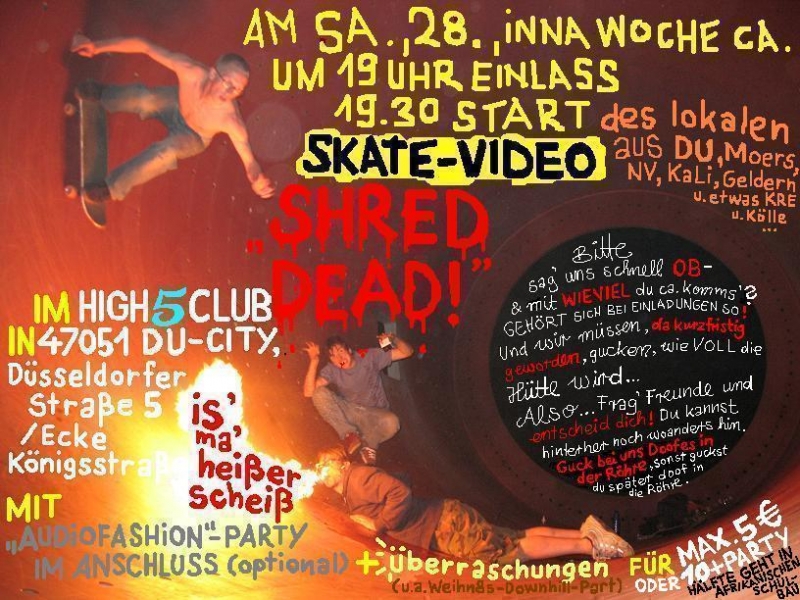 AM SA., 28., iNNA WOCHE CA.
UM 19 UHR EINLASS
19.30 START des lokalen
SKATE-VIDEO aus DU, Moers,
NV, KaLi, Geldern
u. etwas KRE
u. Kölle
...
„SHRED
DEAD!"
IM HIGH 5 CLUB
IN 47051 DU-CITY,
Düsseldorfer
Straße 5
/Ecke
Königsstraß
is'
ma'
heißer
scheiß
Bitte
sag' uns schnell OB-
& mit WIEVIEL du ca. komms'?
GEHÖRT SICH BEI EINLADUNGEN SO!
Und wir müssen, da kurzfristig
geworden, gucken, wie VOLL die
Hütte wird...
Also... Frag' Freunde und
entscheid dich! Du kannst
hinterher noch woanders hin.
Guck bei uns Doofes in
der Röhre, sonst guckst
du später doof in
die Röhre.
MIT
„AUDiOFASHiON"-PARTY
IM ANSCHLUSS (optional)
+ überraschungen
(u.a. Weihn8s-Downhill-Part)
FÜR MAX. 5 €
ODER 10+PARTY
HÄLFTE GEHT IN
AFRIKANISCHEN
SCHUL-
BAU